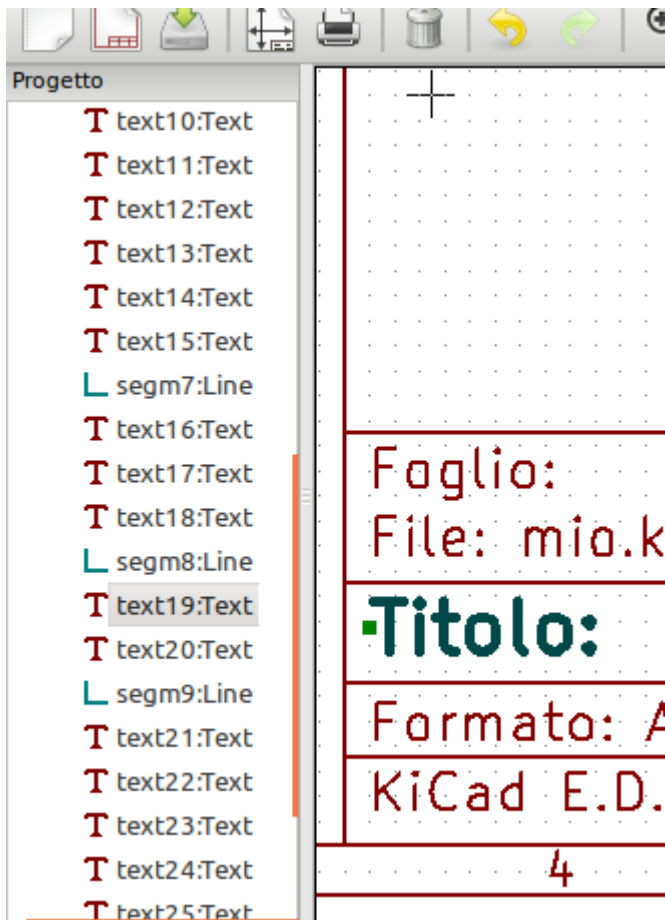 Progetto
text10:Text
text11:Text
text12:Text
text13:Text
text14:Text
text15:Text
segm7:Line
text16:Text
text17:Text
text18:Text
segm8:Line
text19:Text
text20:Text
segm9:Line
text21:Text
text22:Text
text23:Text
text24:Text
text25:Text
Foglio:
File: mio.k
Titolo:
Formato: A
KiCad E.D.
4